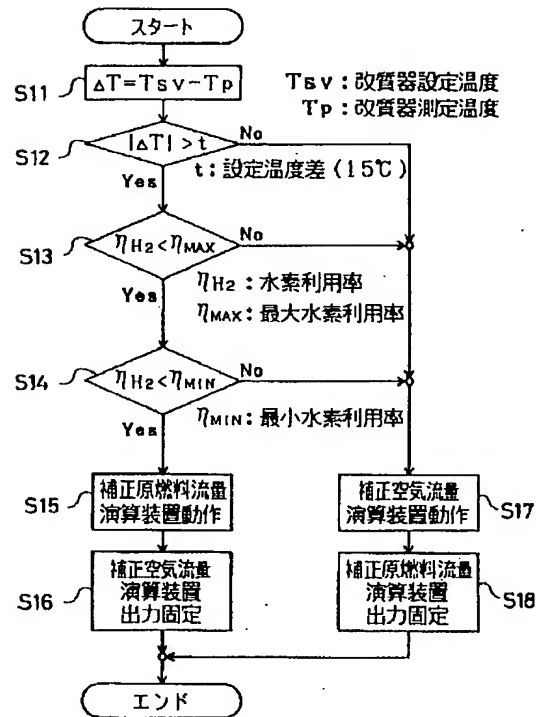 スタート
S11
ΔT=Tsv-Tp
Tsv:改質器設定温度
Tp:改質器測定温度
S12
|ΔT|>t
No
t:設定温度差(15℃)
Yes
S13
ηH2<ηMAX
No
ηH2:水素利用率
Yes
ηMAX:最大水素利用率
S14
ηH2<ηMIN
No
ηMIN:最小水素利用率
Yes
S15
補正原燃料流量
演算装置動作
補正空気流量
演算装置動作
S17
S16
補正空気流量
演算装置
出力固定
補正原燃料流量
演算装置
出力固定
S18
エンド